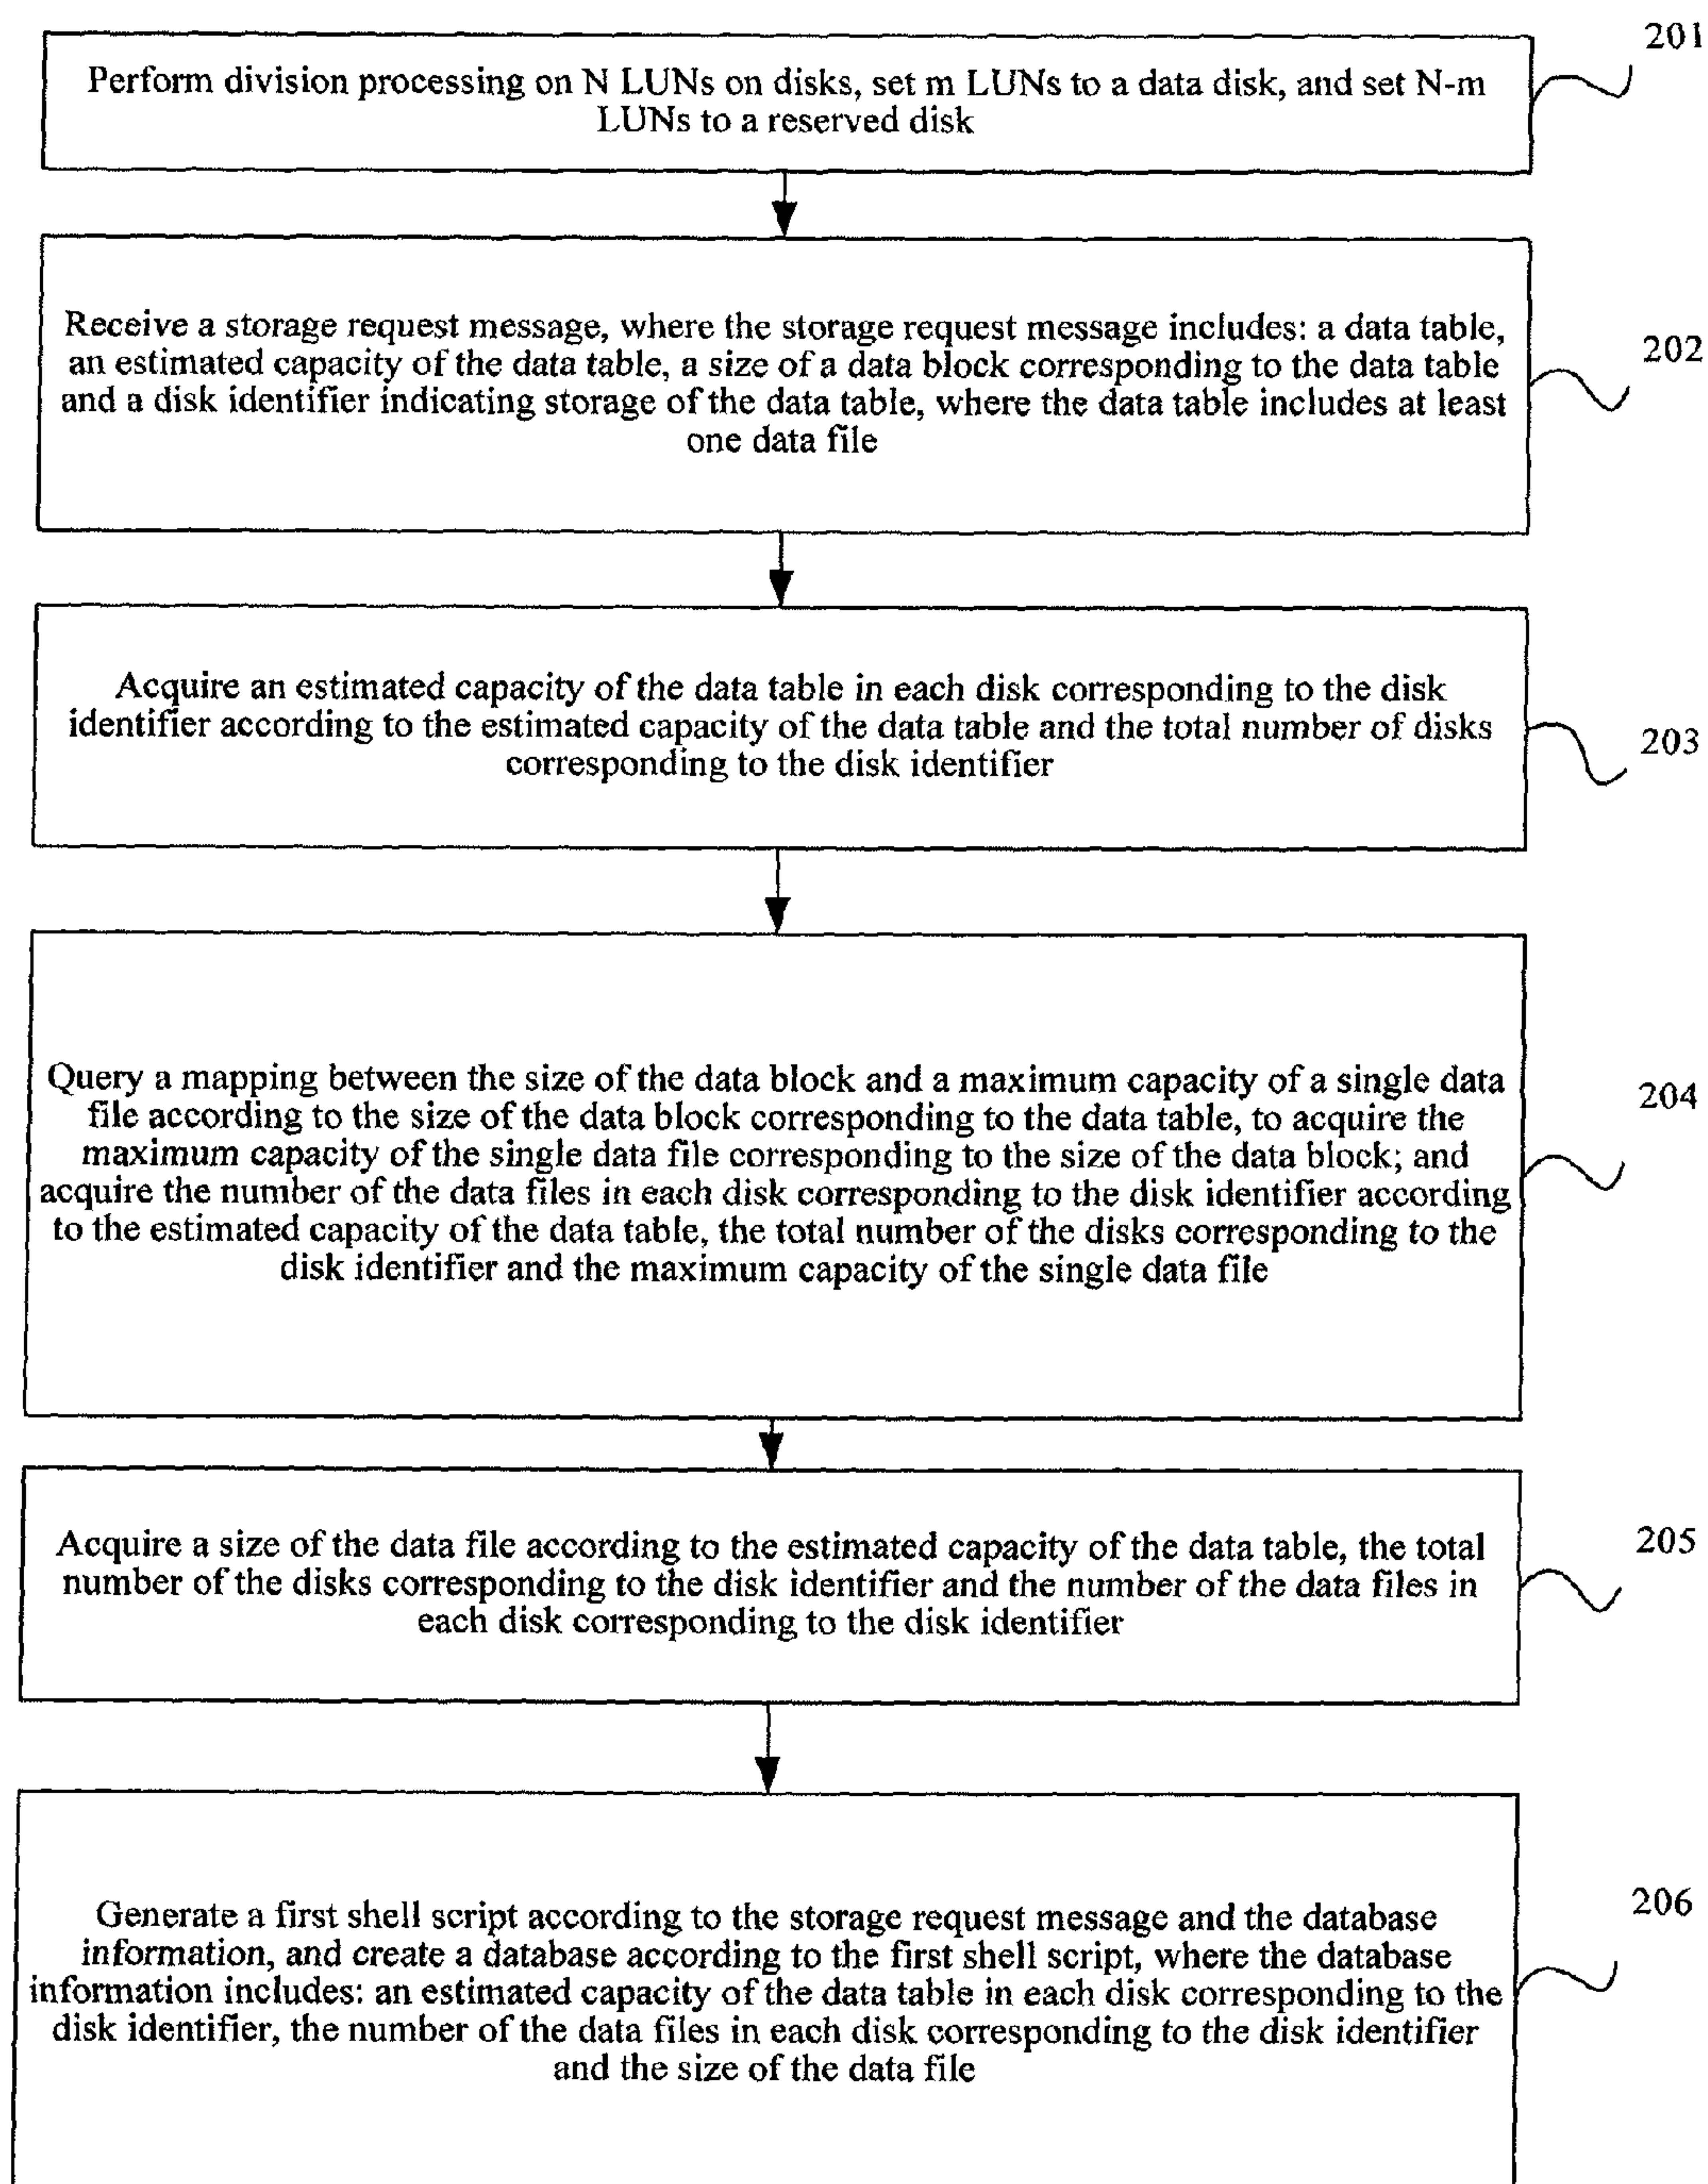 201
Perform division processing on N LUNs on disks, set m LUNs to a data disk, and set N-m
LUNs to a reserved disk
Receive a storage request message, where the storage request message includes: a data table,
an estimated capacity of the data table, a size of a data block corresponding to the data table
and a disk identifier indicating storage of the data table, where the data table includes at least
one data file
202
Acquire an estimated capacity of the data table in each disk corresponding to the disk
identifier according to the estimated capacity of the data table and the total number of disks
corresponding to the disk identifier
203
Query a mapping between the size of the data block and a maximum capacity of a single data
file according to the size of the data block corresponding to the data table, to acquire the
maximum capacity of the single data file corresponding to the size of the data block; and
acquire the number of the data files in each disk corresponding to the disk identifier according
to the estimated capacity of the data table, the total number of the disks corresponding to the
disk identifier and the maximum capacity of the single data file
204
Acquire a size of the data file according to the estimated capacity of the data table, the total
number of the disks corresponding to the disk identifier and the number of the data files in
each disk corresponding to the disk identifier
205
Generate a first shell script according to the storage request message and the database
information, and create a database according to the first shell script, where the database
information includes: an estimated capacity of the data table in each disk corresponding to the
disk identifier, the number of the data files in each disk corresponding to the disk identifier
and the size of the data file
206